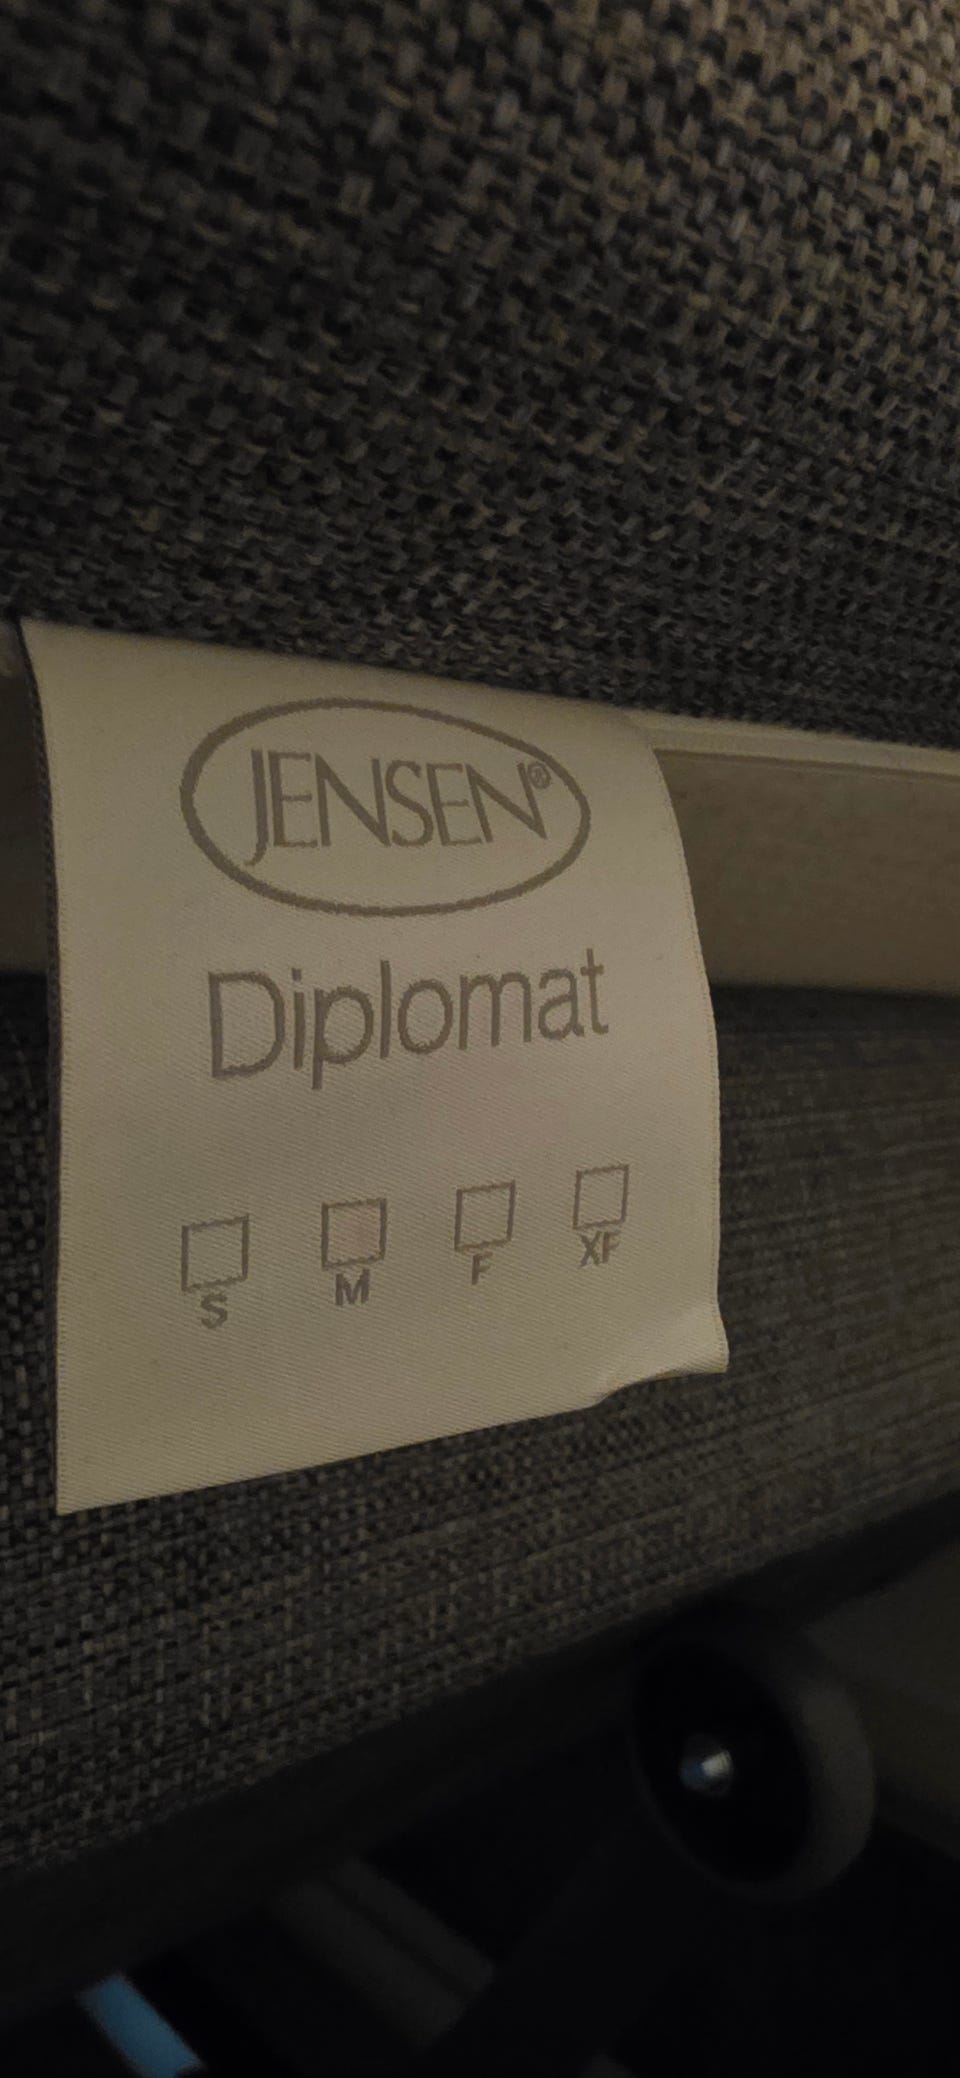 JENSEN®
Diplomat
S M F XF